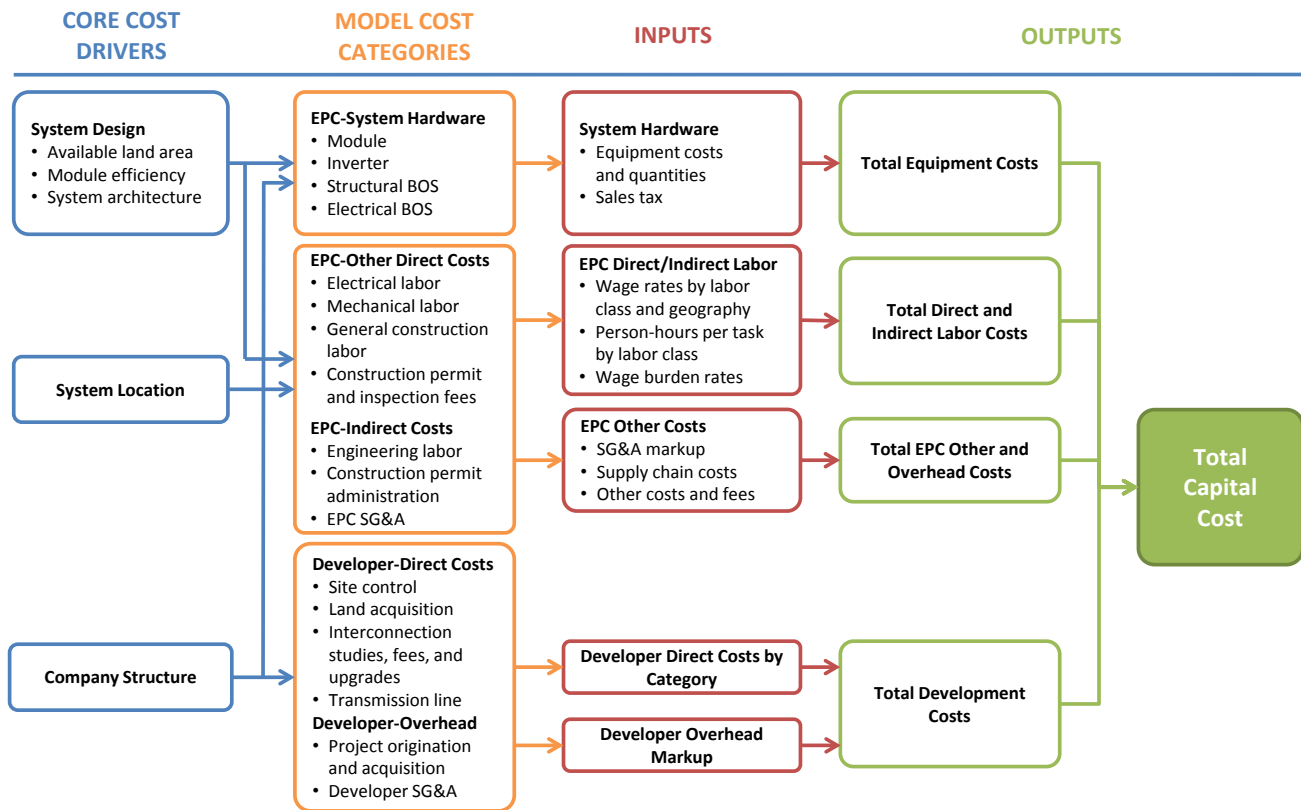 CORE COST
DRIVERS
MODEL COST
CATEGORIES
INPUTS
OUTPUTS
System Design
• Available land area
• Module efficiency
• System architecture
System Location
Company Structure
EPC-System Hardware
• Module
• Inverter
• Structural BOS
• Electrical BOS
EPC-Other Direct Costs
• Electrical labor
• Mechanical labor
• General construction
labor
• Construction permit
and inspection fees
EPC-Indirect Costs
• Engineering labor
• Construction permit
administration
• EPC SG&A
Developer-Direct Costs
• Site control
• Land acquisition
• Interconnection
studies, fees, and
upgrades
• Transmission line
Developer-Overhead
• Project origination
and acquisition
• Developer SG&A
System Hardware
• Equipment costs
and quantities
• Sales tax
EPC Direct/Indirect Labor
• Wage rates by labor
class and geography
• Person-hours per task
by labor class
• Wage burden rates
EPC Other Costs
• SG&A markup
• Supply chain costs
• Other costs and fees
Developer Direct Costs by
Category
Developer Overhead
Markup
Total Equipment Costs
Total Direct and
Indirect Labor Costs
Total EPC Other and
Overhead Costs
Total Development
Costs
Total
Capital
Cost